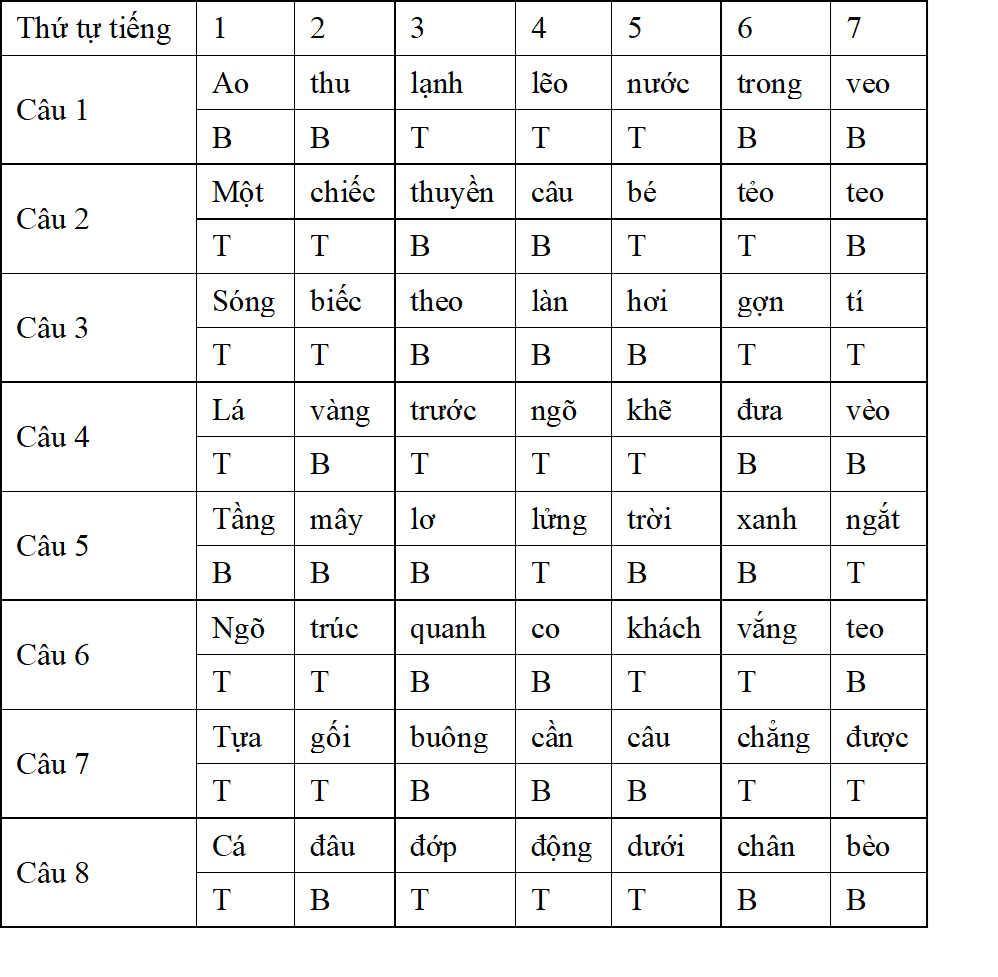 Thứ tự tiếng 1 2 3 4 5 6 7
Câu 1
Ao thu lạnh lẽo nước trong veo
B B T T T B B
Câu 2
Một chiếc thuyền câu bé tẻo teo
T T B B T T B
Câu 3
Sóng biếc theo làn hơi gợn tí
T T B B B T T
Câu 4
Lá vàng trước ngõ khẽ đưa vèo
T B T T T B B
Câu 5
Tầng mây lơ lửng trời xanh ngắt
B B B T B B T
Câu 6
Ngõ trúc quanh co khách vắng teo
T T B B T T B
Câu 7
Tựa gối buông cần câu chẳng được
T T B B B T T
Câu 8
Cá đâu đớp động dưới chân bèo
T B T T T B B